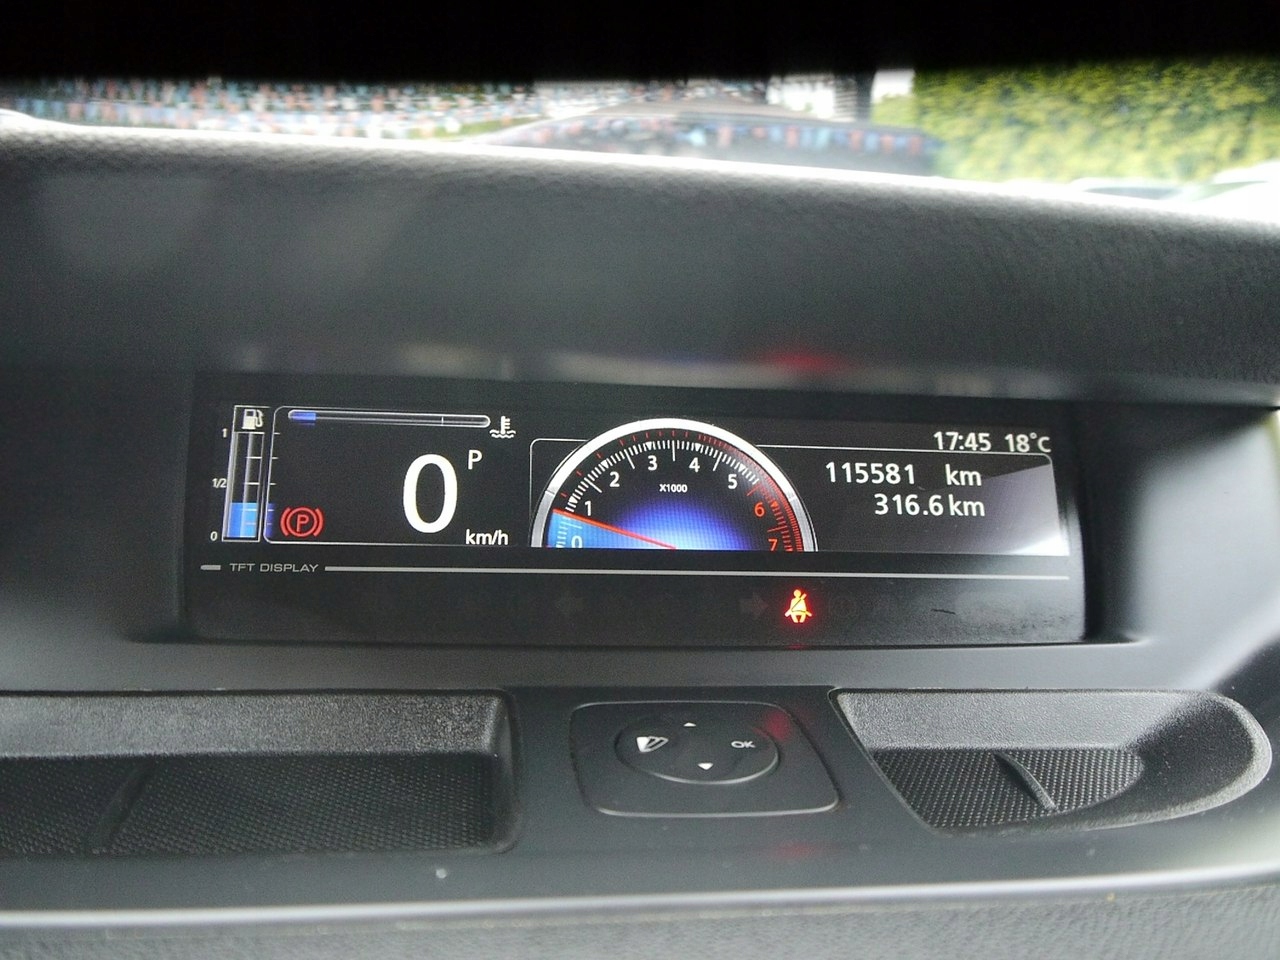 17:45 18°C
1
1/2
0
P
0 P
km/h
0 1 2 3 4 5 6 7
X1000
115581 km
316.6 km
TFT DISPLAY
OK